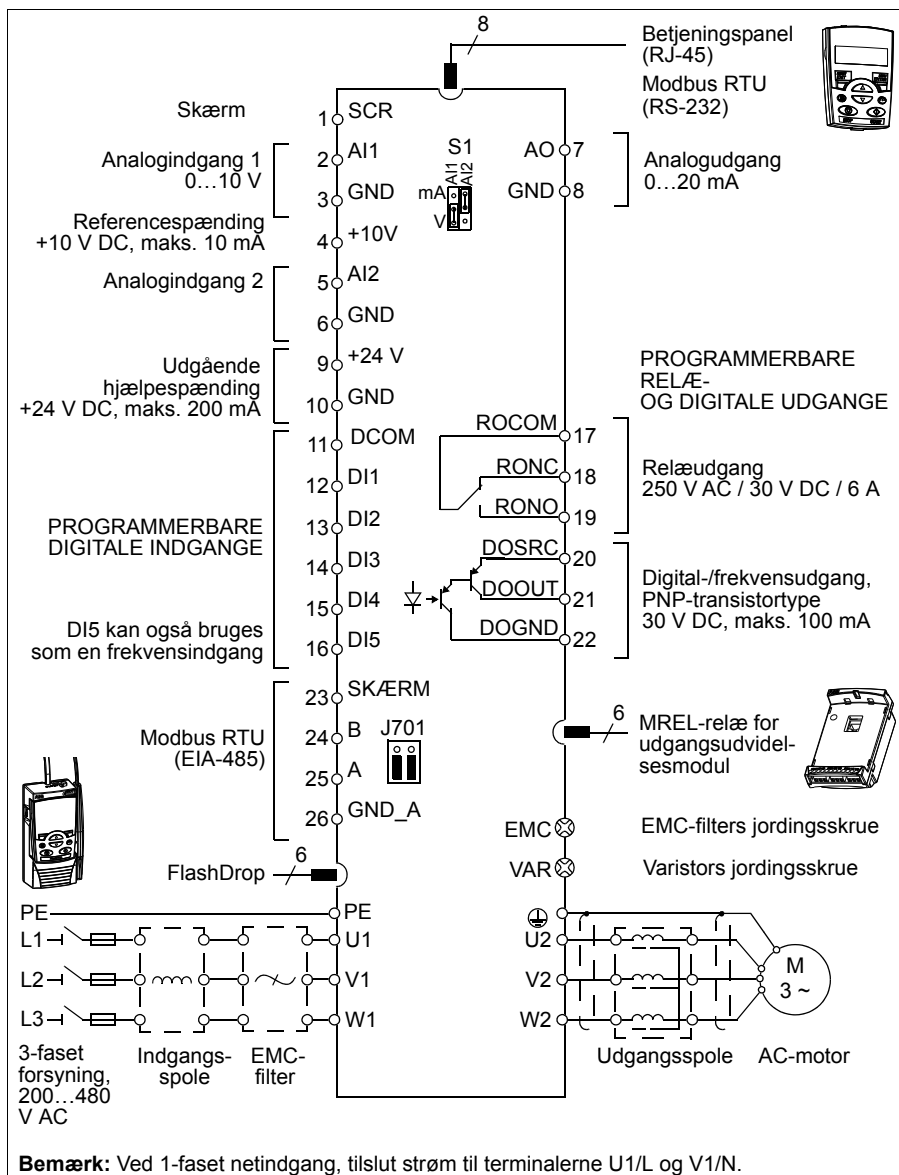 8
Betjeningspanel
(RJ-45)
Modbus RTU
(RS-232)
Skærm
1 SCR
Analogindgang 1
0…10 V
2 AI1
3 GND
S1
AI1
AI2
mA
V
AO 7
GND 8
Analogudgang
0…20 mA
Referencespænding
+10 V DC, maks. 10 mA
4 +10V
Analogindgang 2
5 AI2
6 GND
Udgående
hjælpespænding
+24 V DC, maks. 200 mA
9 +24 V
10 GND
PROGRAMMERBARE
RELÆ-
OG DIGITALE UDGANGE
11 DCOM
12 DI1
13 DI2
14 DI3
15 DI4
16 DI5
PROGRAMMERBARE
DIGITALE INDGANGE
DI5 kan også bruges
som en frekvensindgang
ROCOM 17
RONC 18
RONO 19
Relæudgang
250 V AC / 30 V DC / 6 A
DOSRC 20
DOOUT 21
DOGND 22
Digital-/frekvensudgang,
PNP-transistortype
30 V DC, maks. 100 mA
Modbus RTU
(EIA-485)
23 SKÆRM
24 B
25 A
26 GND_A
J701
6
MREL-relæ for
udgangsudvidel-
sesmodul
EMC
EMC-filters jordingsskrue
VAR
Varistors jordingsskrue
FlashDrop
6
PE
PE
L1
U1
L2
V1
L3
W1
U2
V2
W2
M
3 ~
3-faset
forsyning,
200…480
V AC
Indgangs-
spole
EMC-
filter
Udgangsspole
AC-motor
Bemærk: Ved 1-faset netindgang, tilslut strøm til terminalerne U1/L og V1/N.